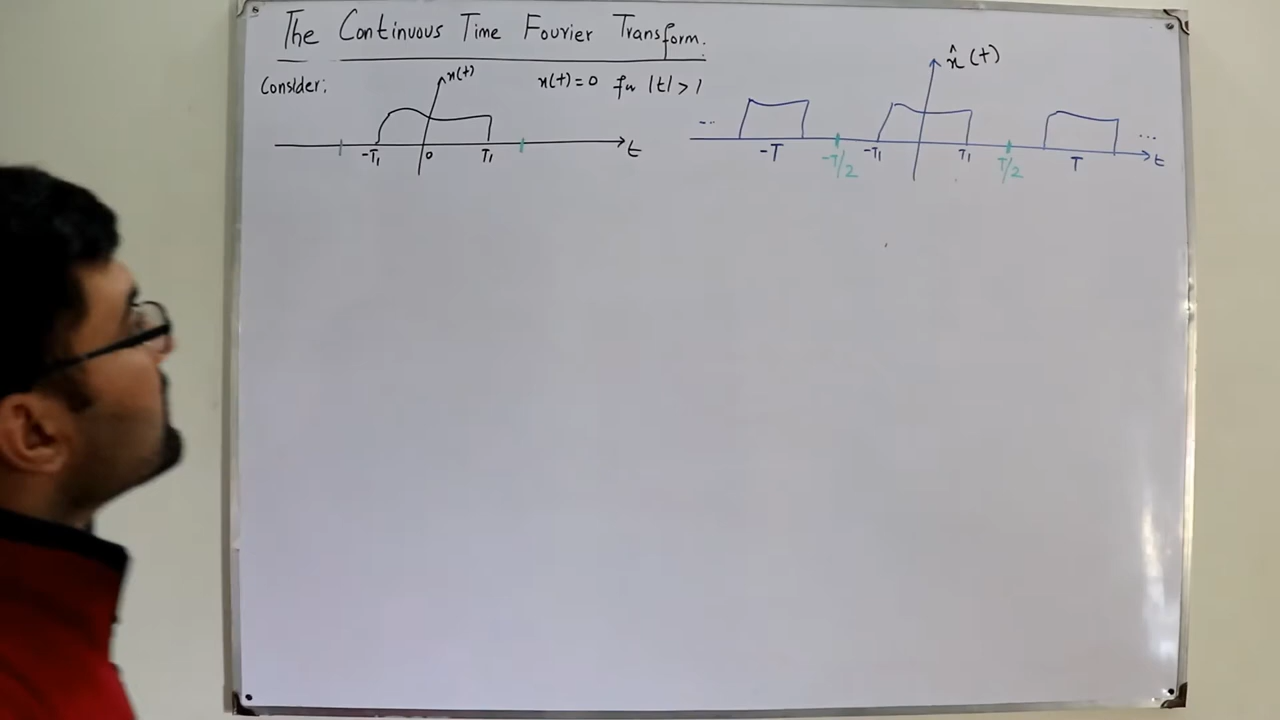 The Continuous Time Fourier Transform.
Consider:
x(t)
x(t)=0 for |t| > 1
-T₁ 0 T₁ t
x̂(t)
... -T -T/2 -T₁ T₁ T/2 T ... t